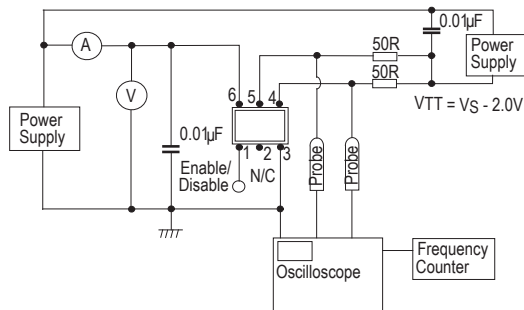 0.01µF
50R
Power
Supply
50R
VTT = VS - 2.0V
A
V
6 5 4
0.01µF
Power
Supply
1 2 3
Enable/
Disable
N/C
Probe
Probe
Oscilloscope
Frequency
Counter